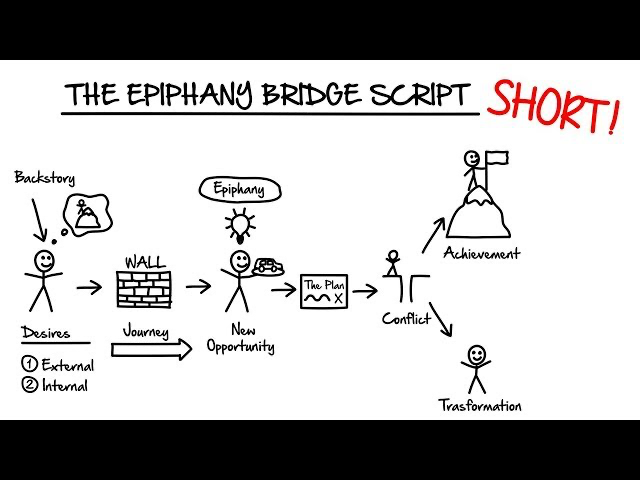 THE EPIPHANY BRIDGE SCRIPT SHORT!
Backstory
Desires
1 External
2 Internal
WALL
Journey
Epiphany
New
Opportunity
The Plan
X
Conflict
Achievement
Trasformation